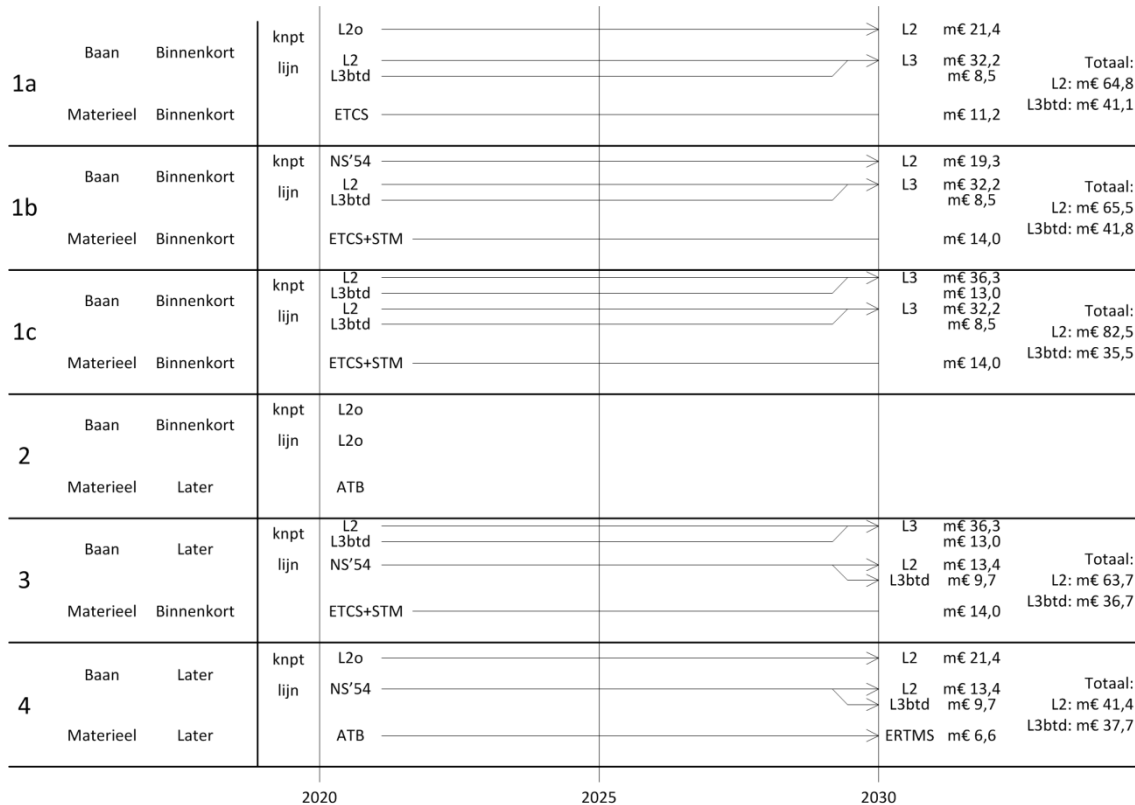 knpt L2o L2 m€ 21,4
Baan Binnenkort
lijn L2 L3 m€ 32,2 Totaal:
L3btd m€ 8,5 L2: m€ 64,8
1a
L3btd: m€ 41,1
Materieel Binnenkort ETCS m€ 11,2
knpt NS'54 L2 m€ 19,3
Baan Binnenkort
lijn L2 L3 m€ 32,2 Totaal:
L3btd m€ 8,5 L2: m€ 65,5
1b
L3btd: m€ 41,8
Materieel Binnenkort ETCS+STM m€ 14,0
knpt L2 L3 m€ 36,3
L3btd m€ 13,0
Baan Binnenkort
lijn L2 L3 m€ 32,2 Totaal:
L3btd m€ 8,5 L2: m€ 82,5
1c
L3btd: m€ 35,5
Materieel Binnenkort ETCS+STM m€ 14,0
knpt L2o
Baan Binnenkort
lijn L2o
2
Materieel Later ATB
knpt L2 L3 m€ 36,3
L3btd m€ 13,0
Baan Later
lijn NS'54 L2 m€ 13,4 Totaal:
L3btd m€ 9,7 L2: m€ 63,7
3
L3btd: m€ 36,7
Materieel Binnenkort ETCS+STM m€ 14,0
knpt L2o L2 m€ 21,4
Baan Later
lijn NS'54 L2 m€ 13,4 Totaal:
L3btd m€ 9,7 L2: m€ 41,4
4
L3btd: m€ 37,7
Materieel Later ATB ERTMS m€ 6,6
2020 2025 2030